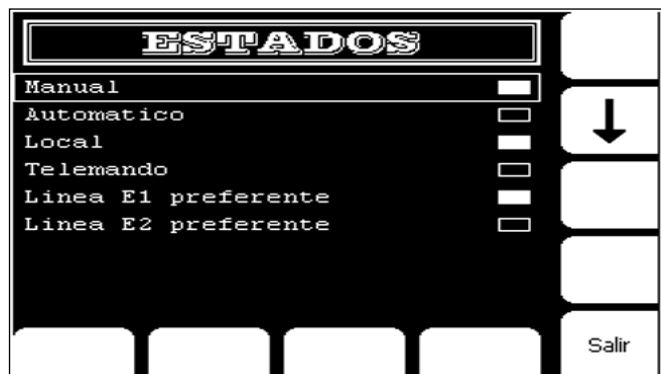 ESTADOS
Manual
Automatico
Local
Telemando
Linea E1 preferente
Linea E2 preferente
Salir